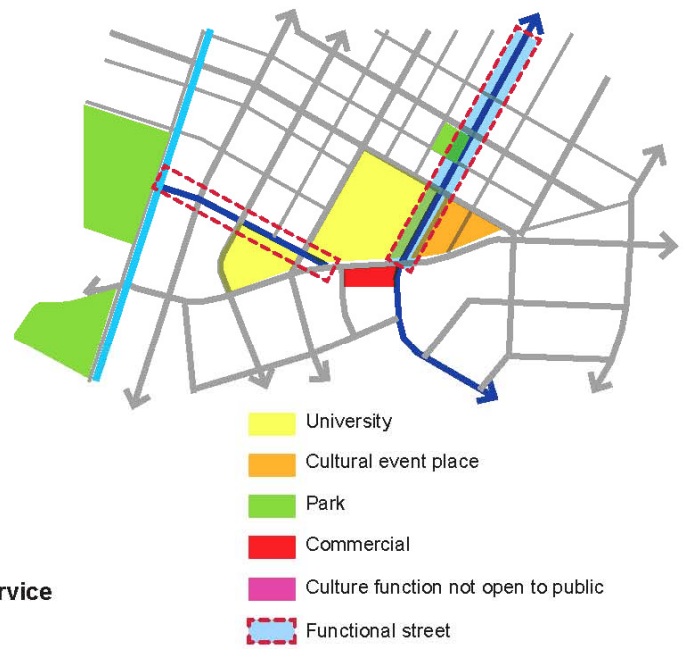 University
Cultural event place
Park
Commercial
Culture function not open to public
rvice
Functional street